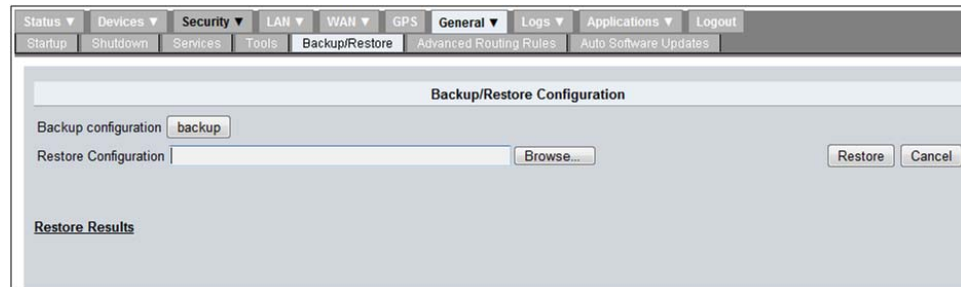 Status ▼ Devices ▼ Security ▼ LAN ▼ WAN ▼ GPS General ▼ Logs ▼ Applications ▼ Logout
Startup Shutdown Services Tools Backup/Restore Advanced Routing Rules Auto Software Updates
Backup/Restore Configuration
Backup configuration backup
Restore Configuration Browse... Restore Cancel
Restore Results